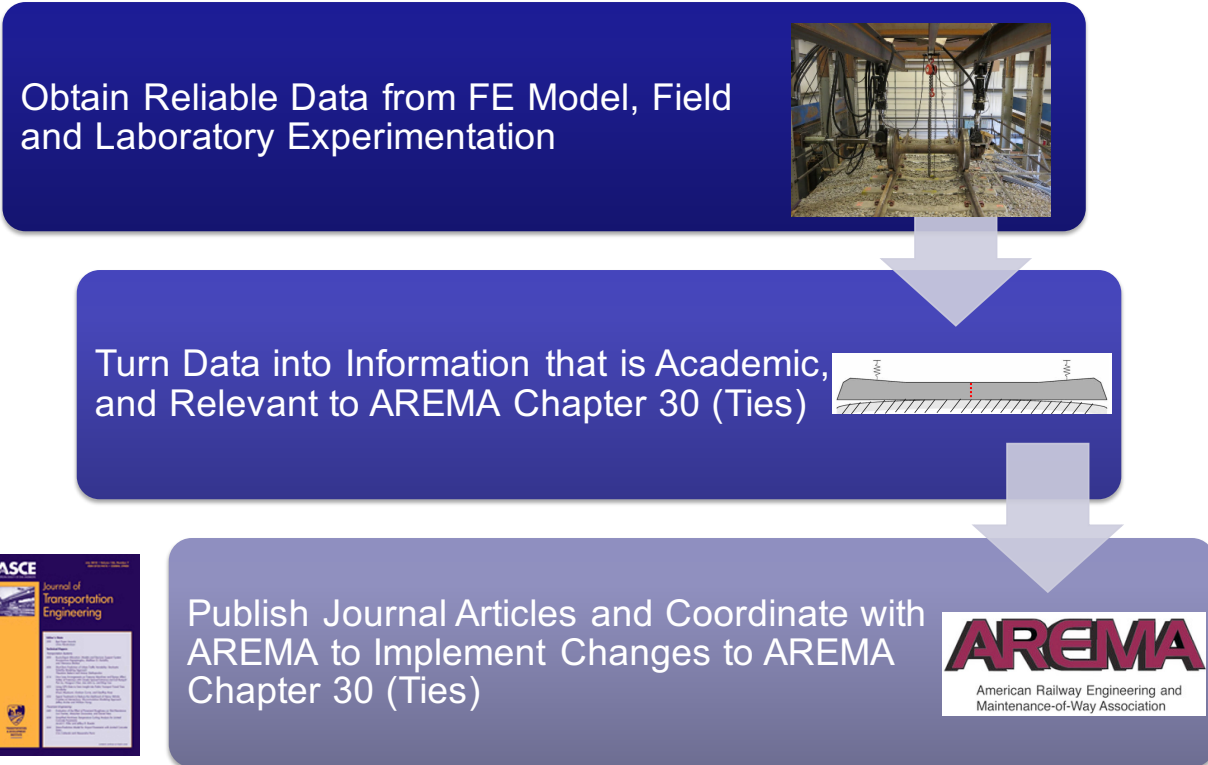 Obtain Reliable Data from FE Model, Field
and Laboratory Experimentation
Turn Data into Information that is Academic,
and Relevant to AREMA Chapter 30 (Ties)
ASCE
Journal of
Transportation
Engineering
Publish Journal Articles and Coordinate with
AREMA to Implement Changes to AREMA
Chapter 30 (Ties)
AREMA
American Railway Engineering and
Maintenance-of-Way Association